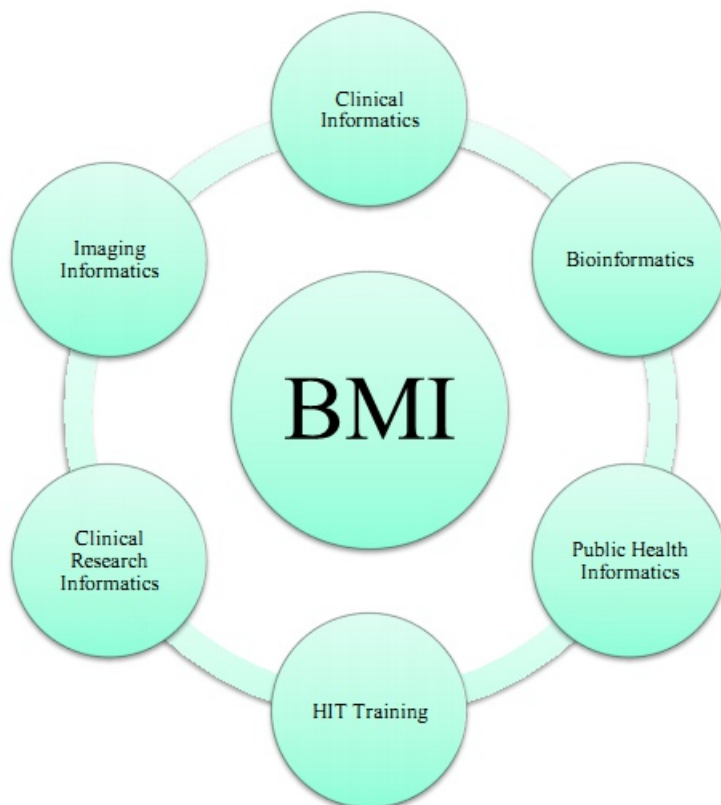 Clinical
Informatics
Bioinformatics
Public Health
Informatics
HIT Training
Clinical
Research
Informatics
Imaging
Informatics
BMI